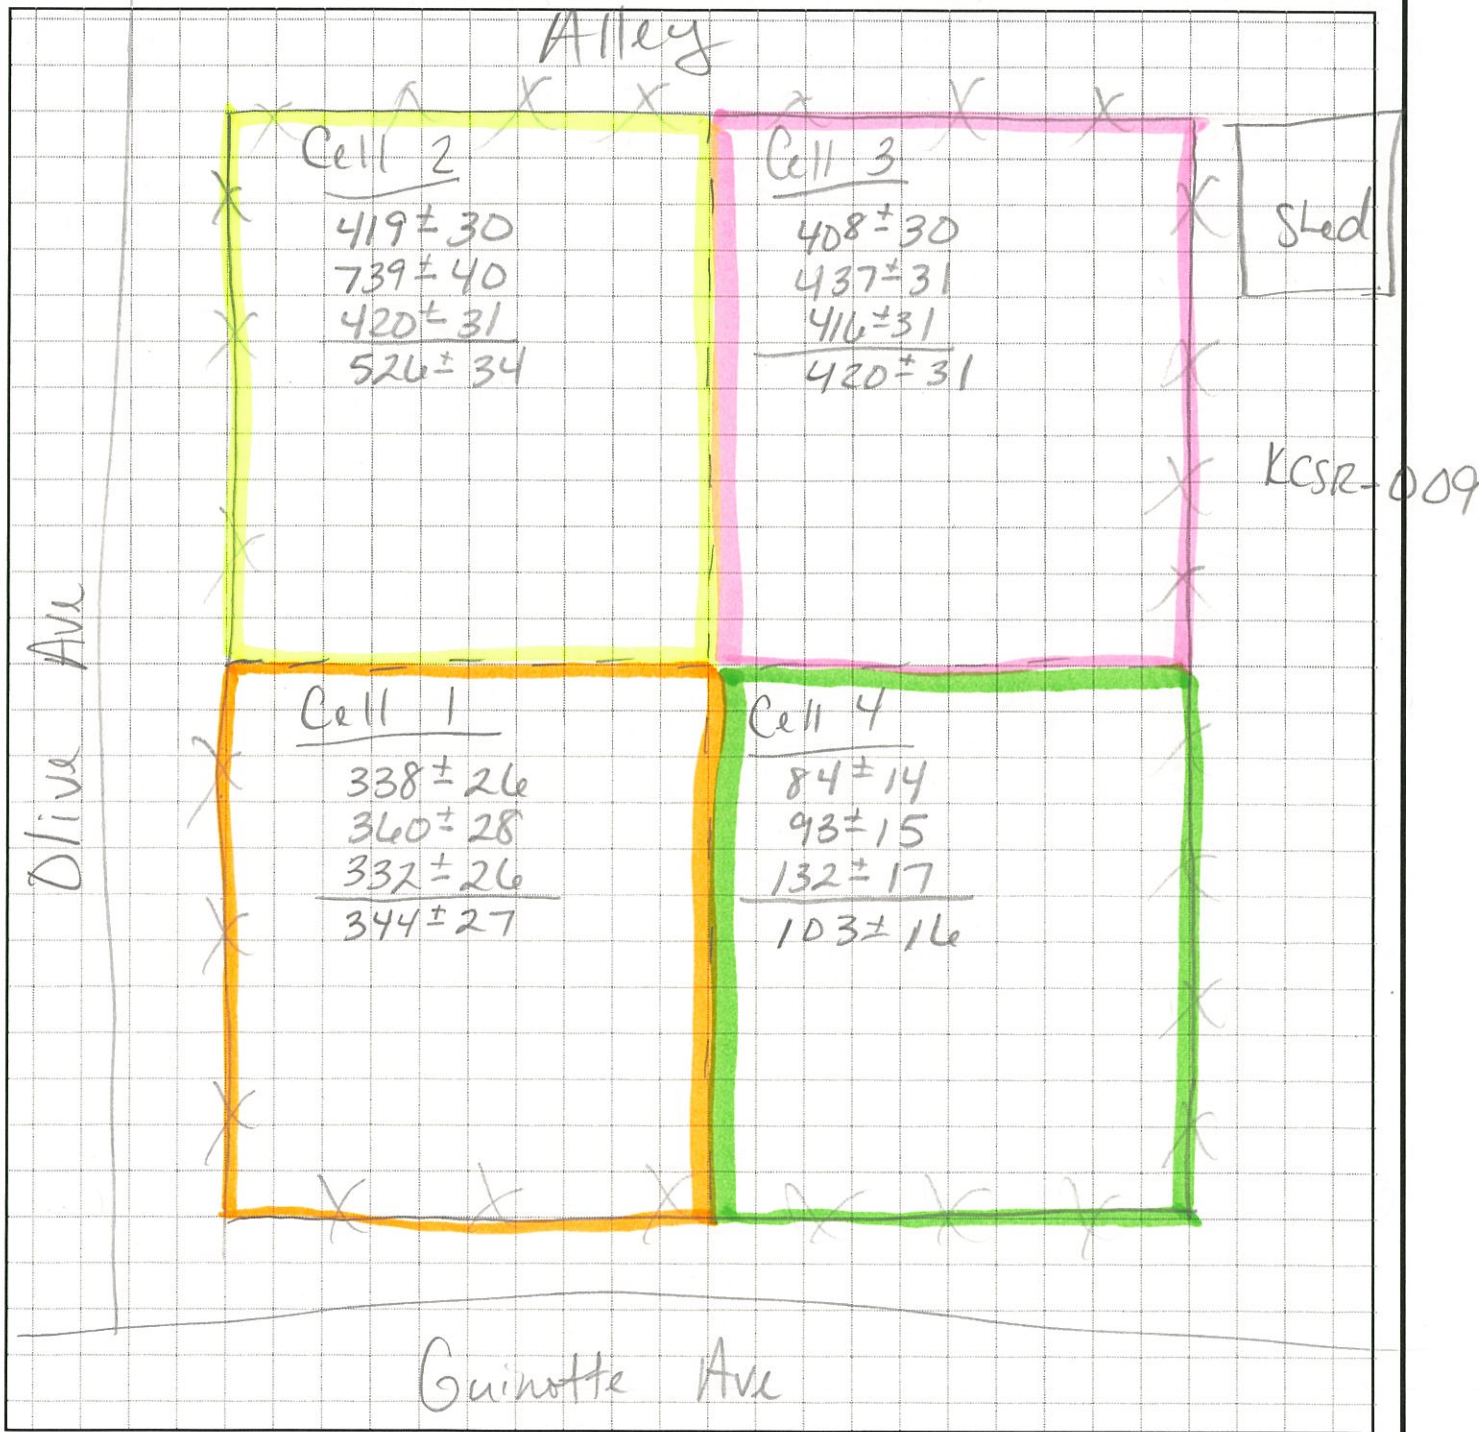 Alley
Cell 2
419 ± 30
739 ± 40
420 ± 31
526 ± 34
Cell 3
408 ± 30
437 ± 31
416 ± 31
420 ± 31
Shed
KCSR-009
Olive Ave
Cell 1
338 ± 26
360 ± 28
332 ± 26
344 ± 27
Cell 4
84 ± 14
93 ± 15
132 ± 17
103 ± 16
Guinotte Ave